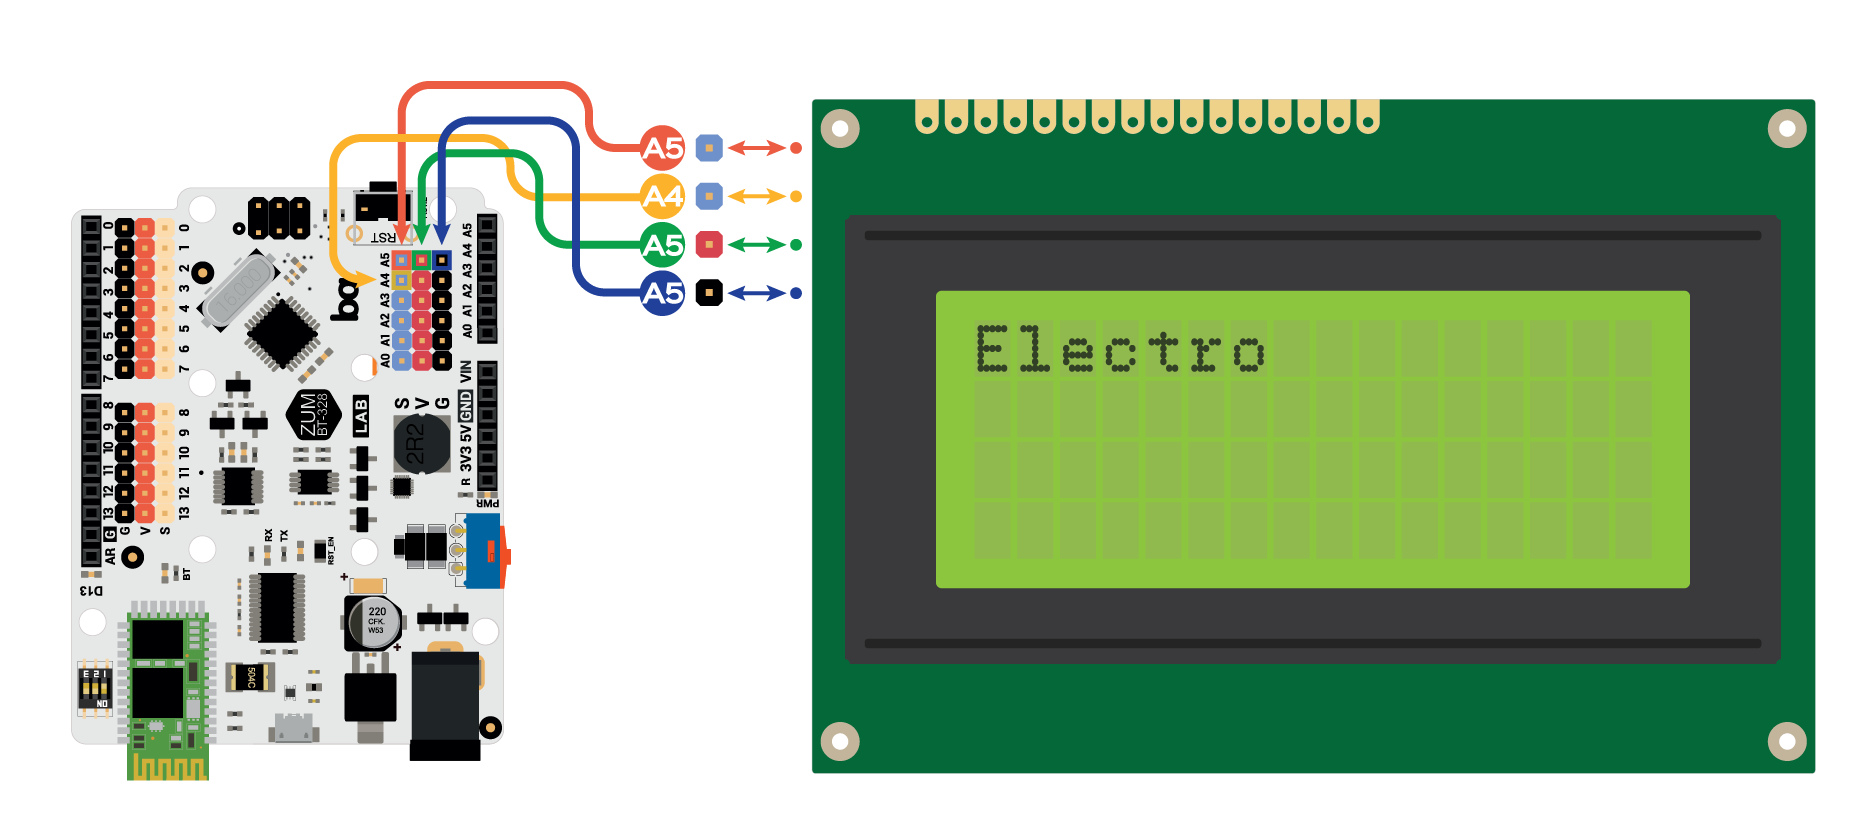 A5
A4
A5
A5
Electro
RST
16.000
bq
0
1
2
3
4
5
6
7
0
1
2
3
4
5
6
7
A5
A4
A3
A2
A1
A0
A5
A4
A3
A2
A1
A0
S V G
ZUM
BT-328
LAB
2R2
VIN
GND
5V
3V3
R
PWR
8
9
10
11
12
13
G
AR
8
9
10
11
12
13
G V S
D13
BT
RX
TX
RST_EN
+
220
CFK.
W53
+
504C
1 2 3
ON